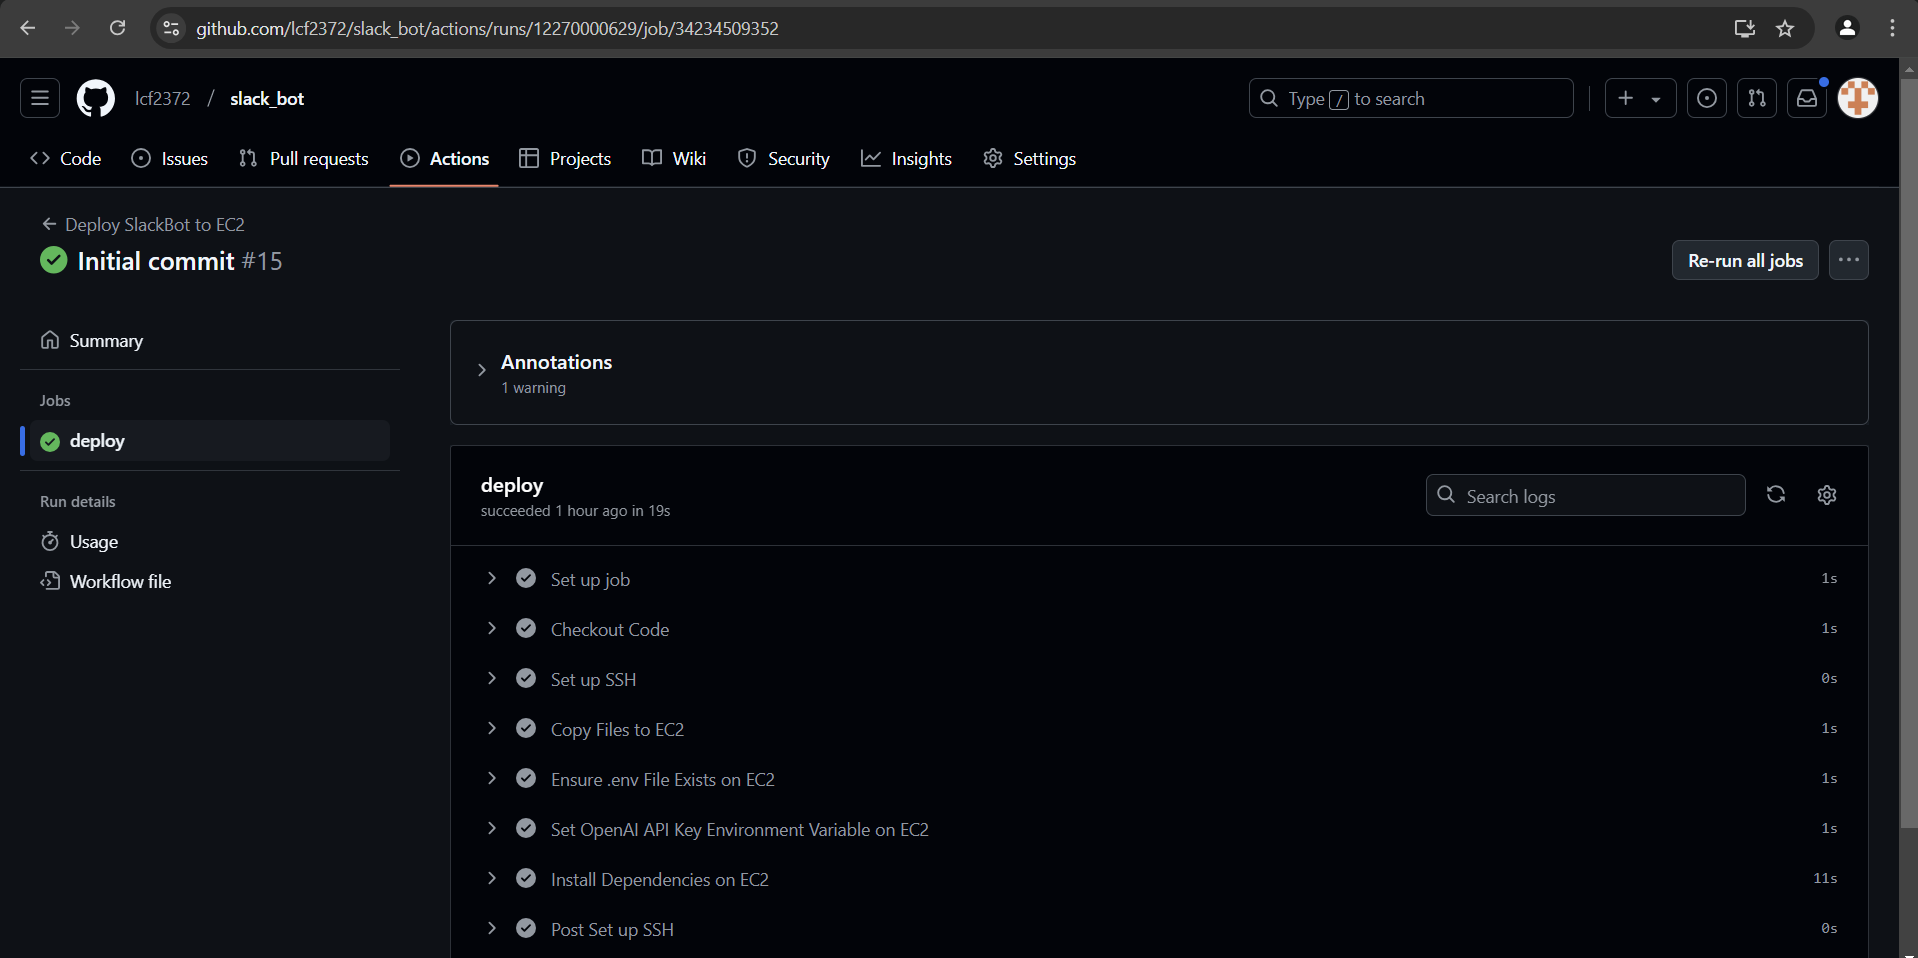 github.com/lcf2372/slack_bot/actions/runs/12270000629/job/34234509352
lcf2372 / slack_bot
Type / to search
Code
Issues
Pull requests
Actions
Projects
Wiki
Security
Insights
Settings
Deploy SlackBot to EC2
Initial commit #15
Re-run all jobs
Summary
Jobs
deploy
Run details
Usage
Workflow file
Annotations
1 warning
deploy
succeeded 1 hour ago in 19s
Search logs
Set up job 1s
Checkout Code 1s
Set up SSH 0s
Copy Files to EC2 1s
Ensure .env File Exists on EC2 1s
Set OpenAI API Key Environment Variable on EC2 1s
Install Dependencies on EC2 11s
Post Set up SSH 0s